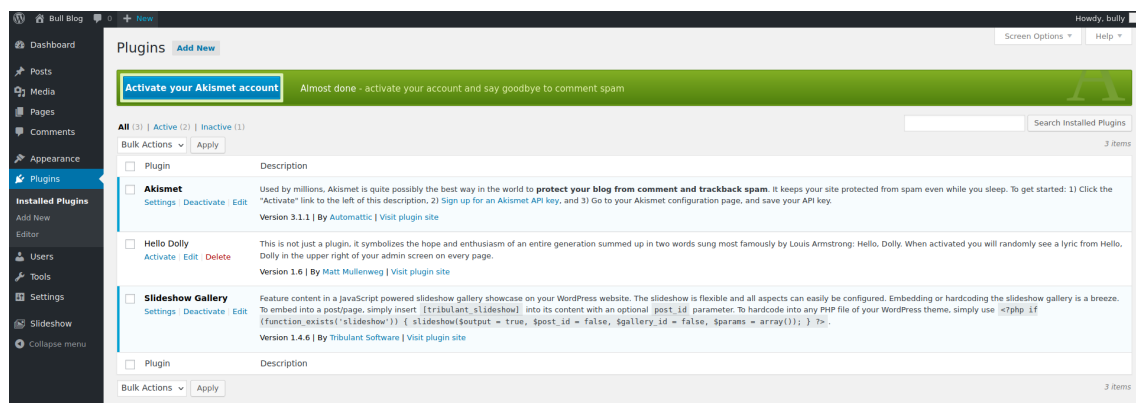 Bull Blog 0 + New Howdy, bully
Dashboard
Posts
Media
Pages
Comments
Appearance
Plugins
Installed Plugins
Add New
Editor
Users
Tools
Settings
Slideshow
Collapse menu
Screen Options Help
Plugins Add New
Activate your Akismet account Almost done - activate your account and say goodbye to comment spam
All (3) | Active (2) | Inactive (1) Search Installed Plugins
Bulk Actions Apply 3 items
Plugin Description
Akismet Used by millions, Akismet is quite possibly the best way in the world to protect your blog from comment and trackback spam. It keeps your site protected from spam even while you sleep. To get started: 1) Click the
Settings | Deactivate | Edit "Activate" link to the left of this description, 2) Sign up for an Akismet API key, and 3) Go to your Akismet configuration page, and save your API key.
Version 3.1.1 | By Automattic | Visit plugin site
Hello Dolly This is not just a plugin, it symbolizes the hope and enthusiasm of an entire generation summed up in two words sung most famously by Louis Armstrong: Hello, Dolly. When activated you will randomly see a lyric from Hello,
Activate | Edit | Delete Dolly in the upper right of your admin screen on every page.
Version 1.6 | By Matt Mullenweg | Visit plugin site
Slideshow Gallery Feature content in a JavaScript powered slideshow gallery showcase on your WordPress website. The slideshow is flexible and all aspects can easily be configured. Embedding or hardcoding the slideshow gallery is a breeze.
Settings | Deactivate | Edit To embed into a post/page, simply insert [tribulant_slideshow] into its content with an optional post_id parameter. To hardcode into any PHP file of your WordPress theme, simply use <?php if
(function_exists('slideshow')) { slideshow($output = true, $post_id = false, $gallery_id = false, $params = array()); } ?> .
Version 1.4.6 | By Tribulant Software | Visit plugin site
Plugin Description
Bulk Actions Apply 3 items